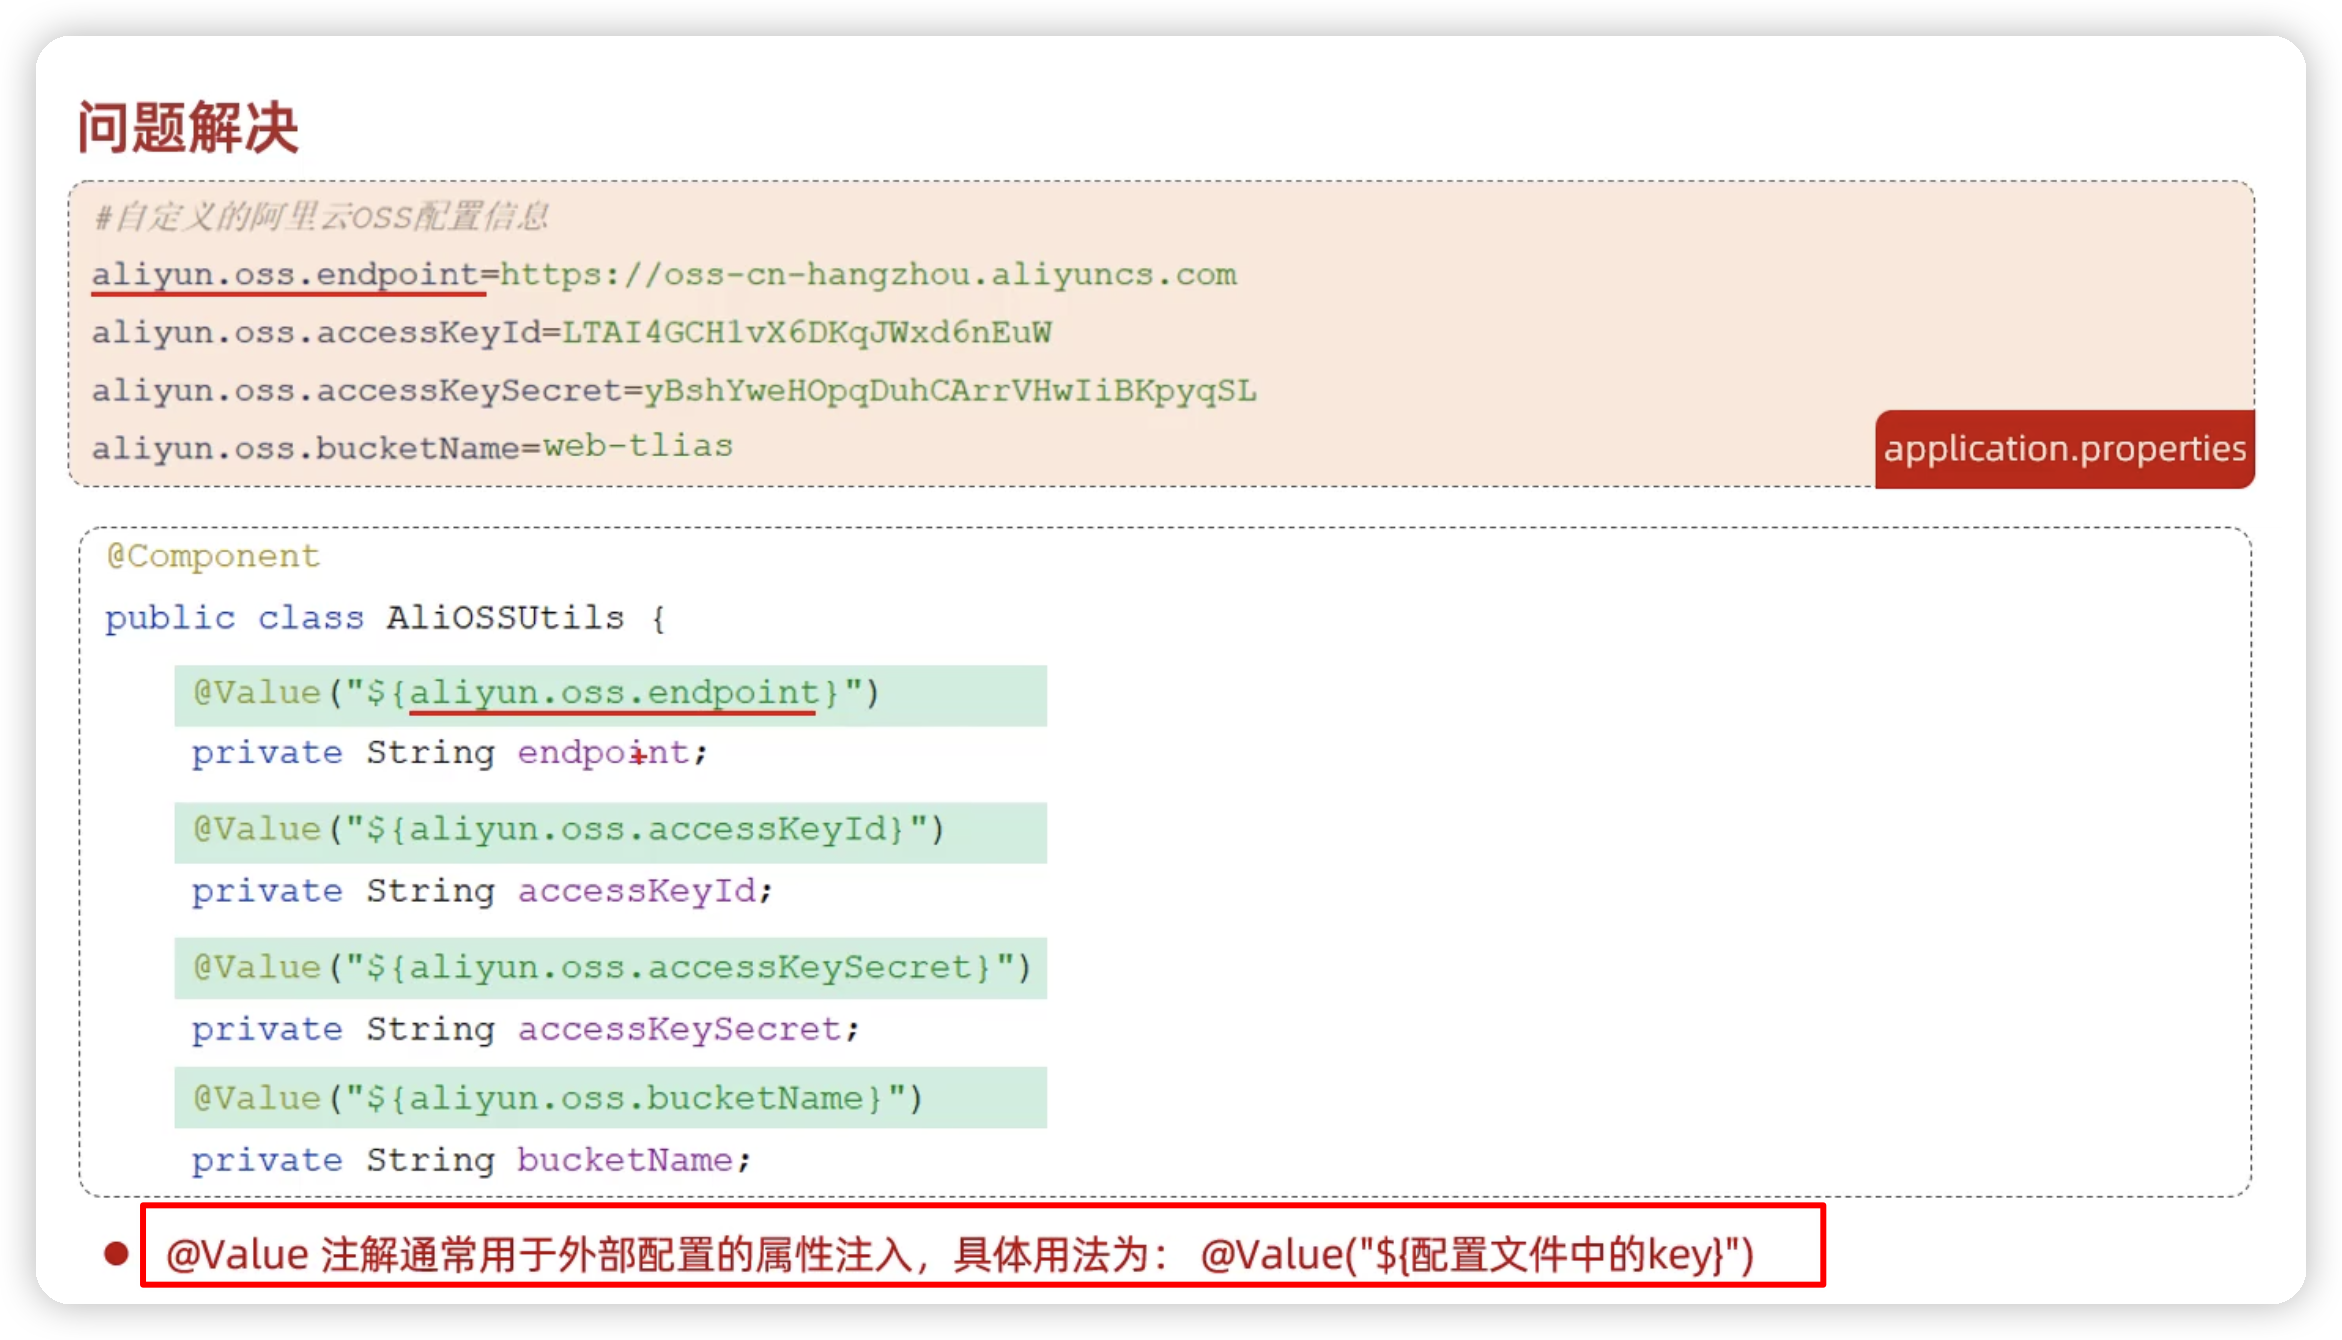 问题解决
#自定义的阿里云OSS配置信息
aliyun.oss.endpoint=https://oss-cn-hangzhou.aliyuncs.com
aliyun.oss.accessKeyId=LTAI4GCH1vX6DKqJWxd6nEuW
aliyun.oss.accessKeySecret=yBshYweHOpqDuhCArrVHwIiBKpyqSL
aliyun.oss.bucketName=web-tlias
application.properties
@Component
public class AliOSSUtils {
@Value("${aliyun.oss.endpoint}")
private String endpoint;
@Value("${aliyun.oss.accessKeyId}")
private String accessKeyId;
@Value("${aliyun.oss.accessKeySecret}")
private String accessKeySecret;
@Value("${aliyun.oss.bucketName}")
private String bucketName;
● @Value 注解通常用于外部配置的属性注入，具体用法为： @Value("${配置文件中的key}")